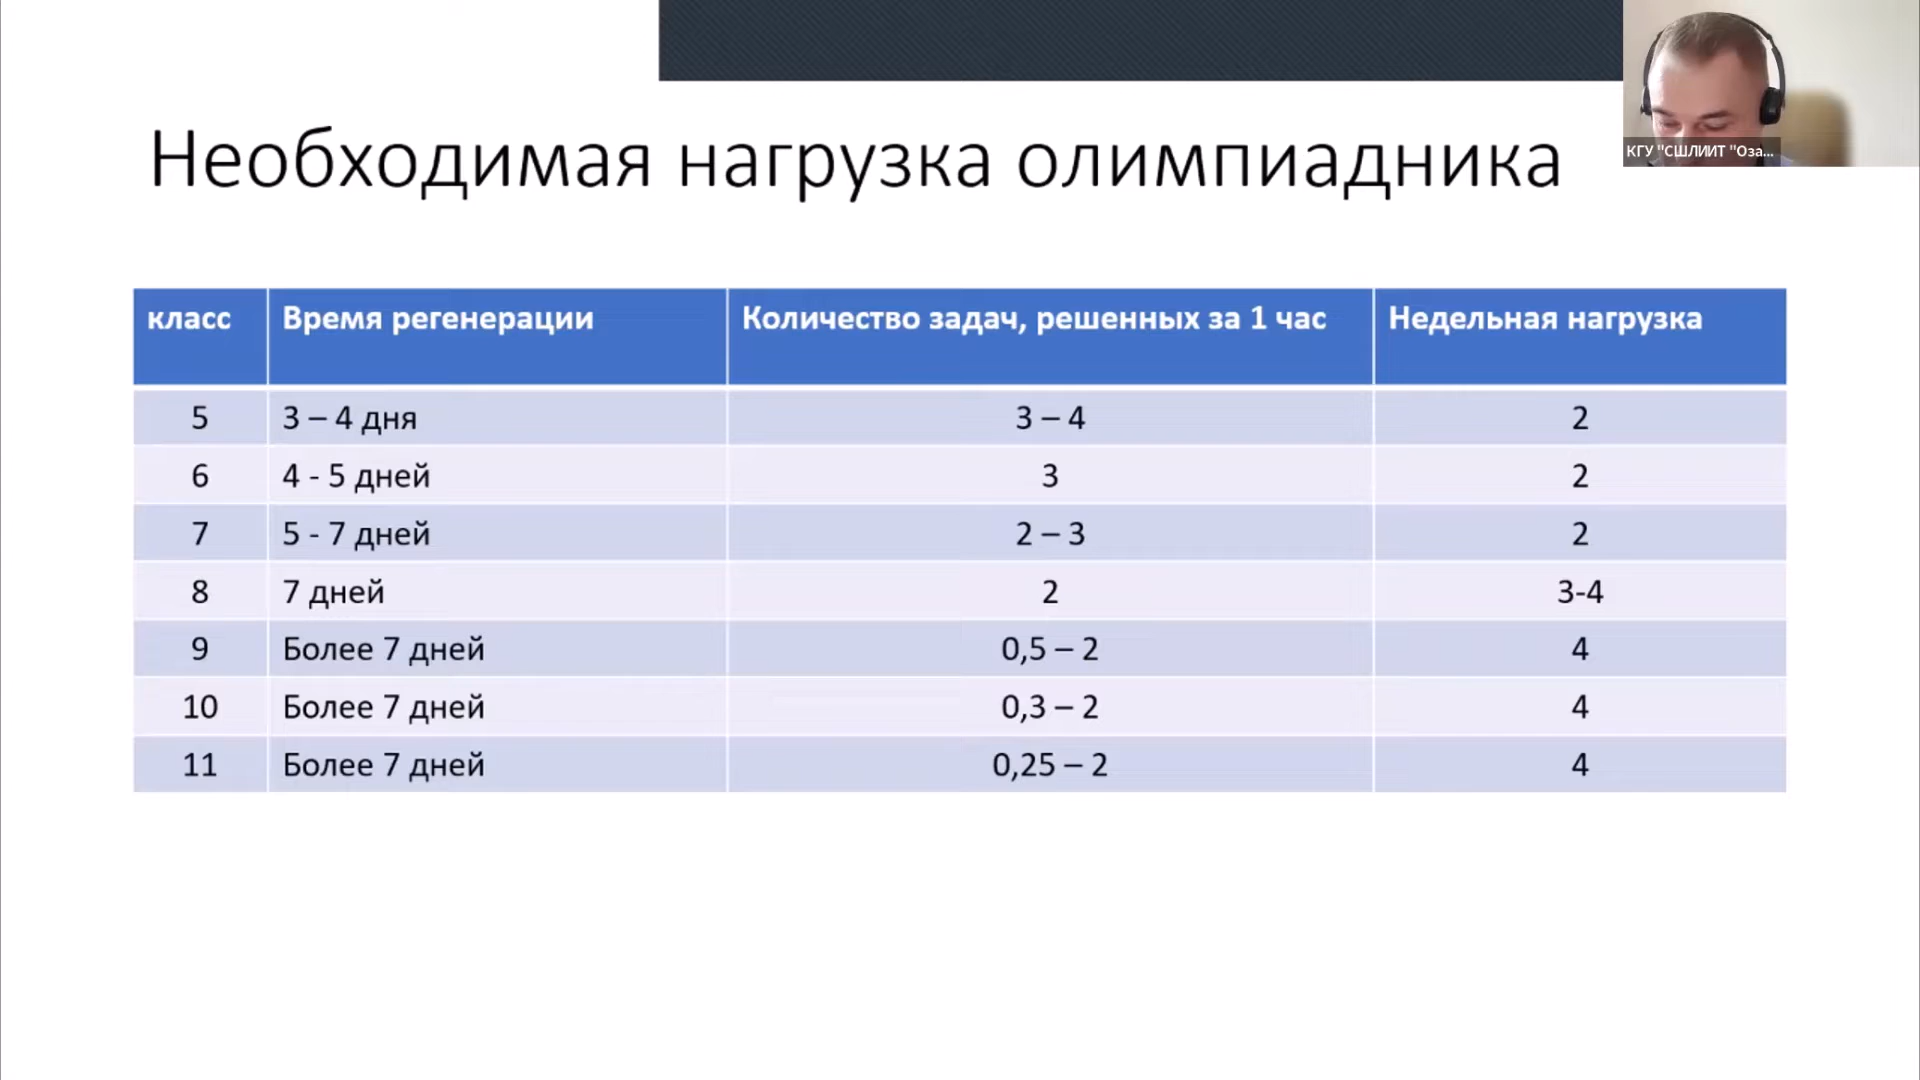 КГУ "СШЛИИТ "Оза...
Необходимая нагрузка олимпиадника
класс Время регенерации Количество задач, решенных за 1 час Недельная нагрузка
5 3 – 4 дня 3 – 4 2
6 4 - 5 дней 3 2
7 5 - 7 дней 2 – 3 2
8 7 дней 2 3-4
9 Более 7 дней 0,5 – 2 4
10 Более 7 дней 0,3 – 2 4
11 Более 7 дней 0,25 – 2 4